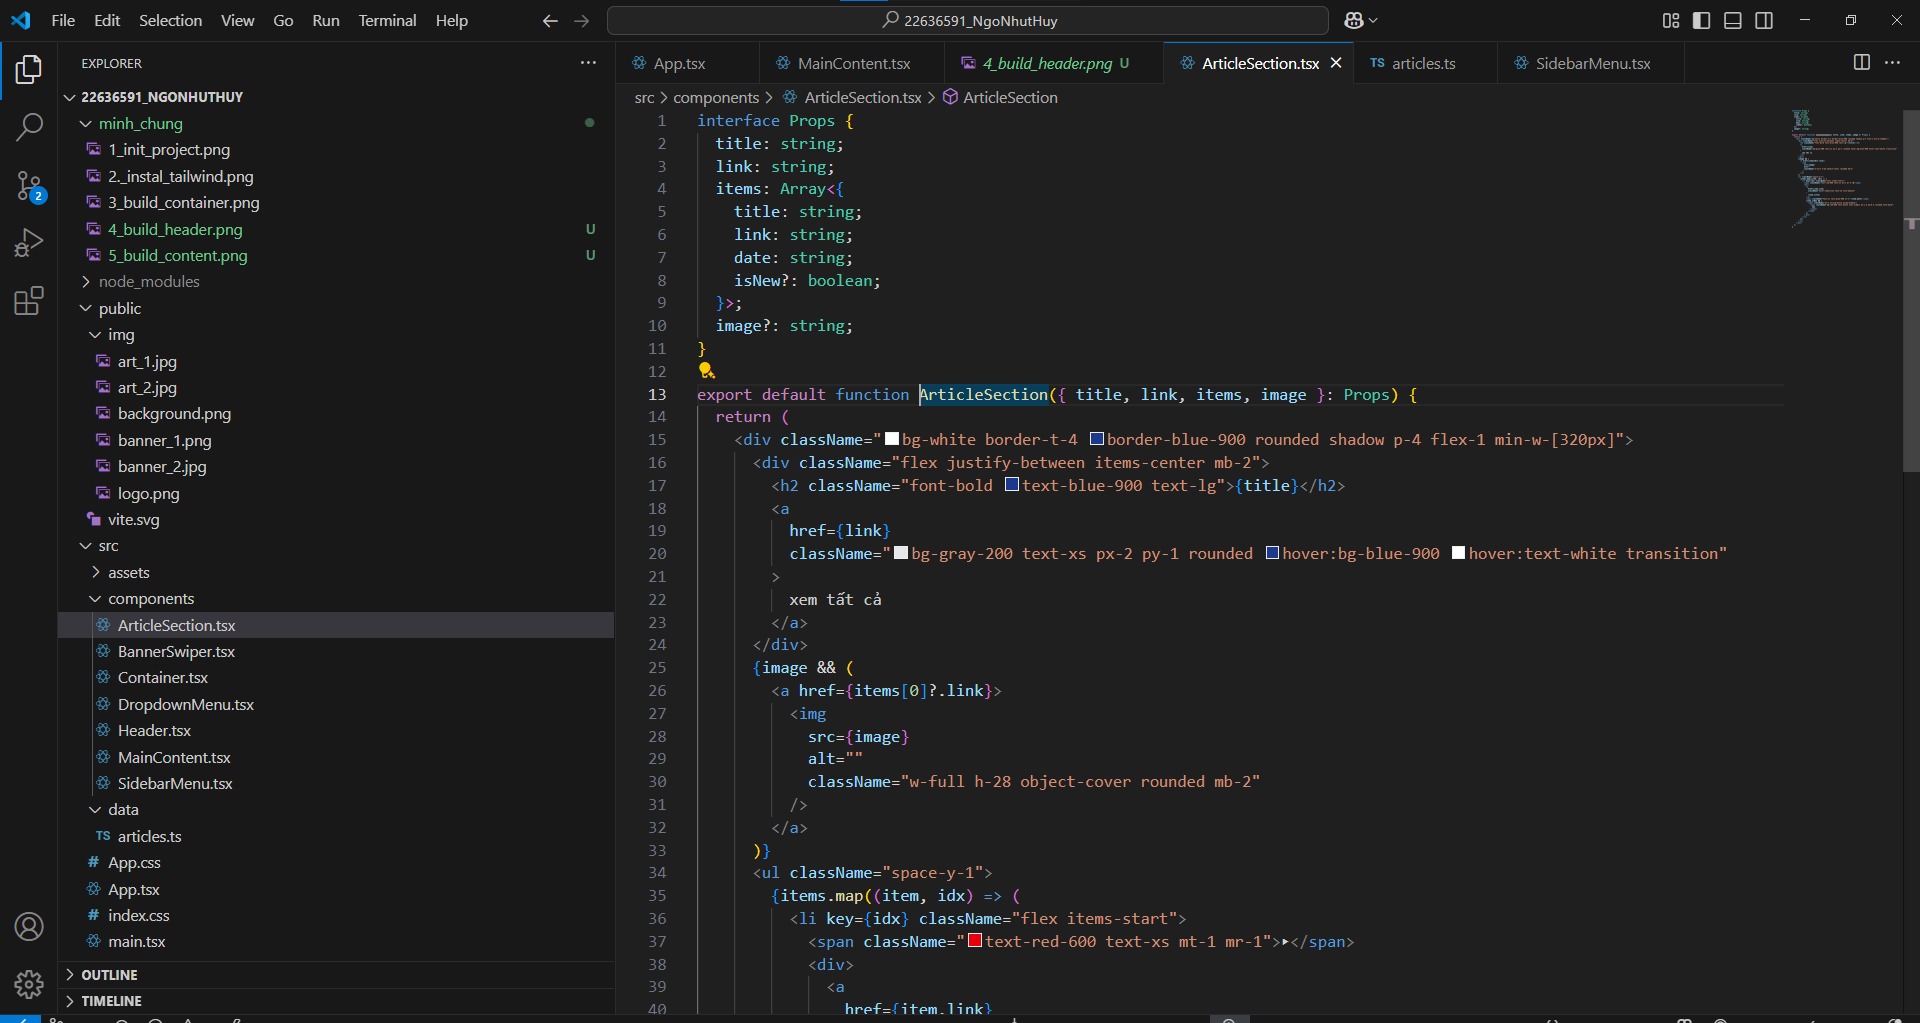 File Edit Selection View Go Run Terminal Help
22636591_NgoNhutHuy
EXPLORER
22636591_NGONHUTHUY
minh_chung
1_init_project.png
2._instal_tailwind.png
3_build_container.png
4_build_header.png U
5_build_content.png U
node_modules
public
img
art_1.jpg
art_2.jpg
background.png
banner_1.png
banner_2.jpg
logo.png
vite.svg
src
assets
components
ArticleSection.tsx
BannerSwiper.tsx
Container.tsx
DropdownMenu.tsx
Header.tsx
MainContent.tsx
SidebarMenu.tsx
data
TS articles.ts
# App.css
App.tsx
# index.css
main.tsx
OUTLINE
TIMELINE
2
App.tsx MainContent.tsx 4_build_header.png U ArticleSection.tsx TS articles.ts SidebarMenu.tsx
src > components > ArticleSection.tsx > ArticleSection
1 interface Props {
2 title: string;
3 link: string;
4 items: Array<{
5 title: string;
6 link: string;
7 date: string;
8 isNew?: boolean;
9 }>;
10 image?: string;
11 }
12
13 export default function ArticleSection({ title, link, items, image }: Props) {
14 return (
15 <div className="bg-white border-t-4 border-blue-900 rounded shadow p-4 flex-1 min-w-[320px]">
16 <div className="flex justify-between items-center mb-2">
17 <h2 className="font-bold text-blue-900 text-lg">{title}</h2>
18 <a
19 href={link}
20 className="bg-gray-200 text-xs px-2 py-1 rounded hover:bg-blue-900 hover:text-white transition"
21 >
22 xem tất cả
23 </a>
24 </div>
25 {image && (
26 <a href={items[0]?.link}>
27 <img
28 src={image}
29 alt=""
30 className="w-full h-28 object-cover rounded mb-2"
31 />
32 </a>
33 )}
34 <ul className="space-y-1">
35 {items.map((item, idx) => (
36 <li key={idx} className="flex items-start">
37 <span className="text-red-600 text-xs mt-1 mr-1">▸</span>
38 <div>
39 <a
40 href={item.link}